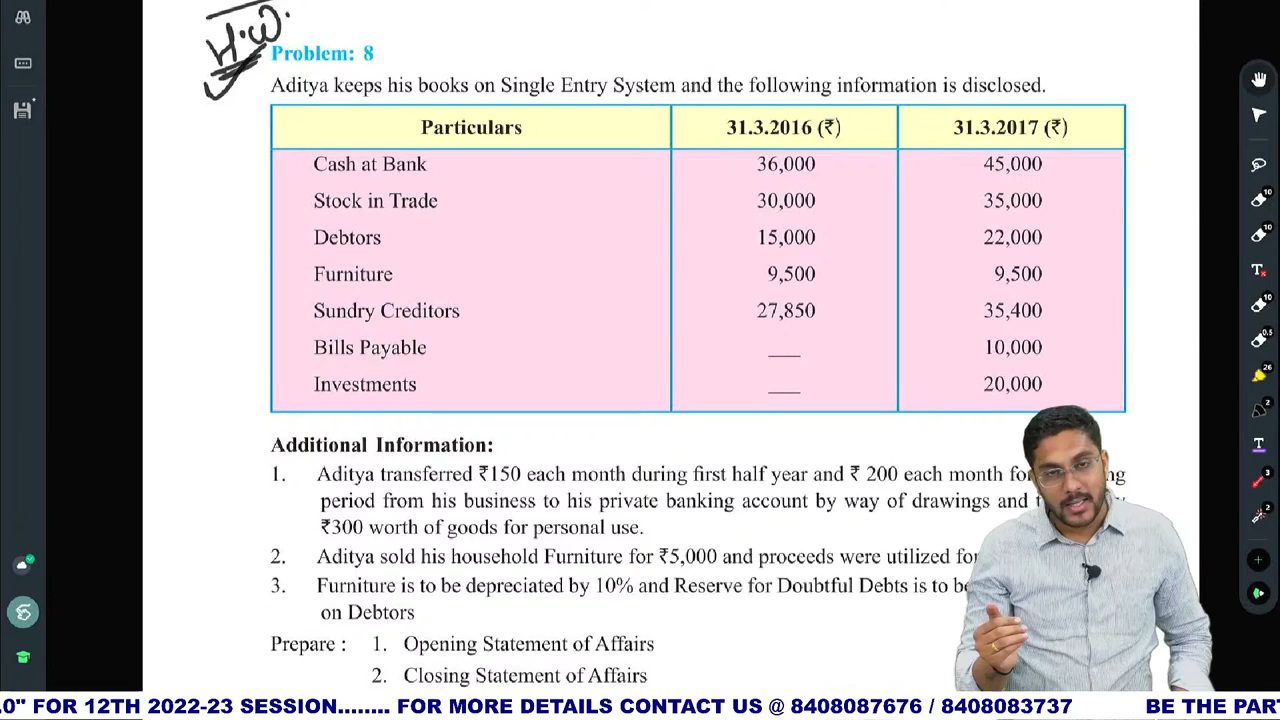 H.W.
Problem: 8
Aditya keeps his books on Single Entry System and the following information is disclosed.
Particulars 31.3.2016 (₹) 31.3.2017 (₹)
Cash at Bank 36,000 45,000
Stock in Trade 30,000 35,000
Debtors 15,000 22,000
Furniture 9,500 9,500
Sundry Creditors 27,850 35,400
Bills Payable ___ 10,000
Investments ___ 20,000
Additional Information:
1. Aditya transferred ₹150 each month during first half year and ₹ 200 each month
period from his business to his private banking account by way of drawings and
₹300 worth of goods for personal use.
2. Aditya sold his household Furniture for ₹5,000 and proceeds were utilized
3. Furniture is to be depreciated by 10% and Reserve for Doubtful Debts is to
on Debtors
Prepare : 1. Opening Statement of Affairs
2. Closing Statement of Affairs
.0" FOR 12TH 2022-23 SESSION........ FOR MORE DETAILS CONTACT US @ 8408087676 / 8408083737 BE THE PAR